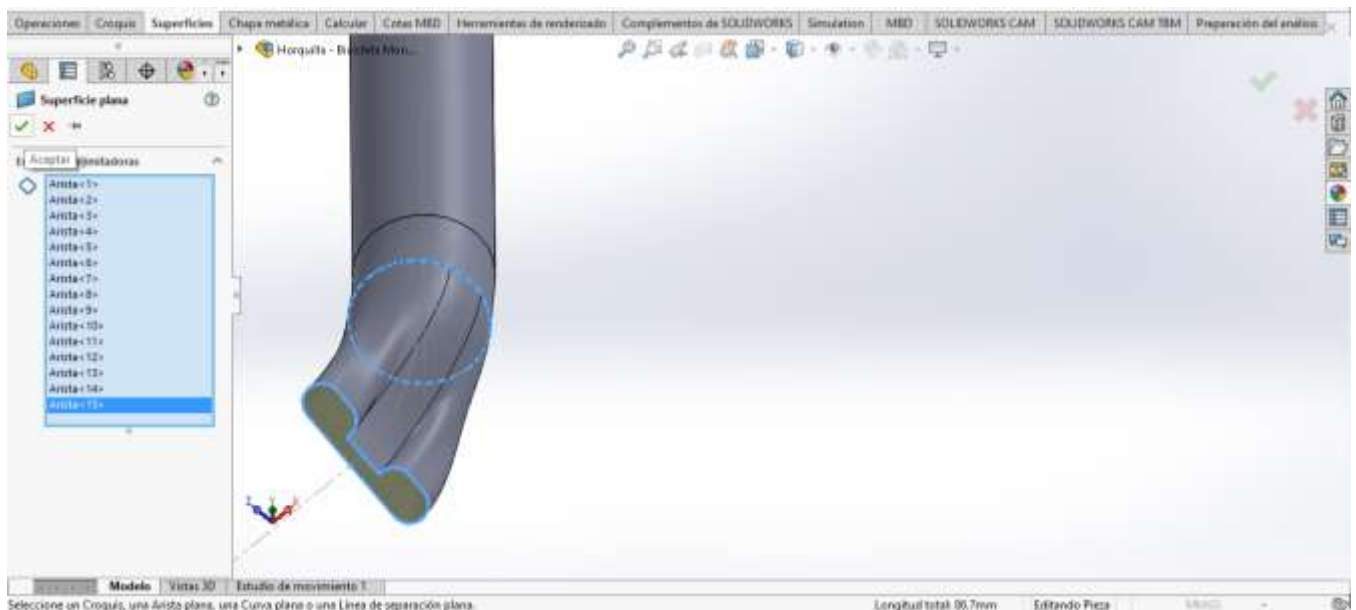 Operaciones Croquis Superficies Chapa metálica Calcular Cotas MBD Herramientas de renderizado Complementos de SOLIDWORKS Simulation MBD SOLIDWORKS CAM SOLIDWORKS CAM TBM Preparación del análisis
Horquilla - Bicicleta Mon...
Superficie plana
Aceptar
Arista<1>
Arista<2>
Arista<3>
Arista<4>
Arista<5>
Arista<6>
Arista<7>
Arista<8>
Arista<9>
Arista<10>
Arista<11>
Arista<12>
Arista<13>
Arista<14>
Arista<15>
Z Y X
Modelo Vistas 3D Estudio de movimiento 1
Seleccione un Croquis, una Arista plana, una Curva plana o una Línea de separación plana. Longitud total: 80.7mm Editando Pieza MMGS